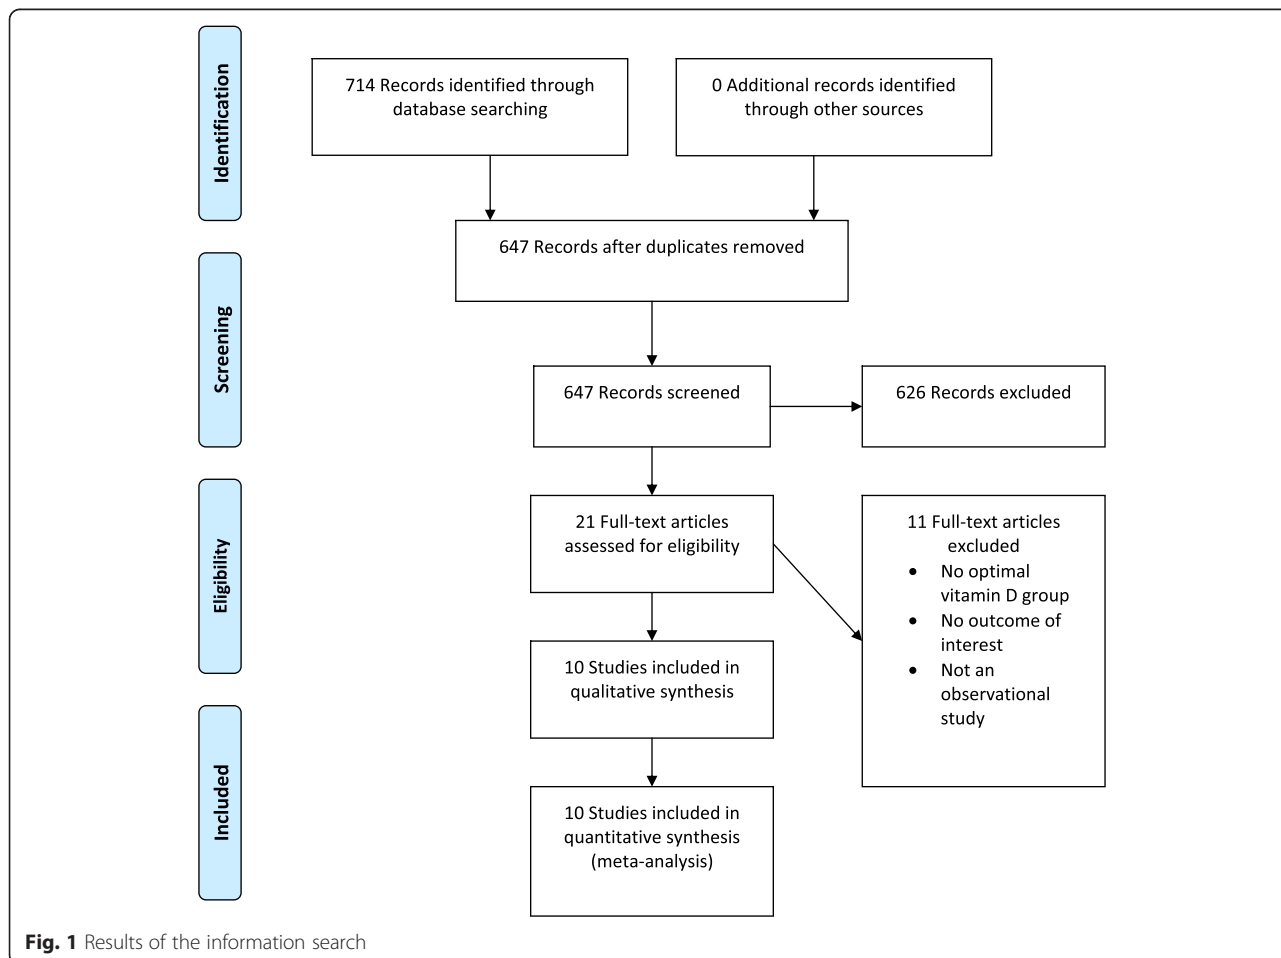 Identification
714 Records identified through
database searching
0 Additional records identified
through other sources
647 Records after duplicates removed
Screening
647 Records screened
626 Records excluded
Eligibility
21 Full-text articles
assessed for eligibility
11 Full-text articles
excluded
• No optimal
vitamin D group
• No outcome of
interest
• Not an
observational
study
10 Studies included in
qualitative synthesis
Included
10 Studies included in
quantitative synthesis
(meta-analysis)
Fig. 1 Results of the information search